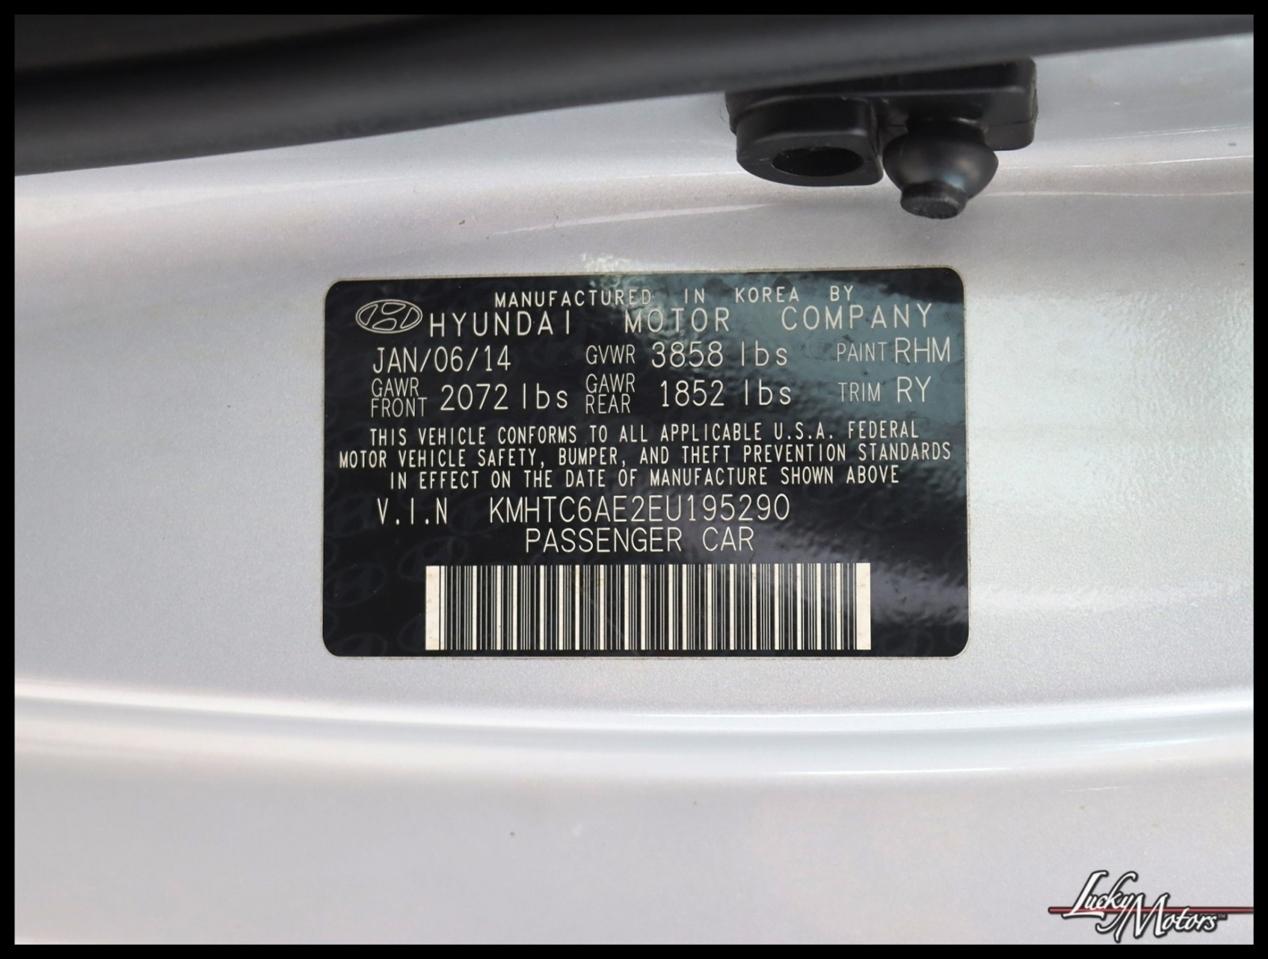 MANUFACTURED IN KOREA BY
HYUNDAI MOTOR COMPANY
JAN/06/14 GVWR 3858 lbs PAINT RHM
GAWR FRONT 2072 lbs GAWR REAR 1852 lbs TRIM RY
THIS VEHICLE CONFORMS TO ALL APPLICABLE U.S.A. FEDERAL
MOTOR VEHICLE SAFETY, BUMPER, AND THEFT PREVENTION STANDARDS
IN EFFECT ON THE DATE OF MANUFACTURE SHOWN ABOVE
V.I.N KMHTC6AE2EU195290
PASSENGER CAR
Lucky Motors